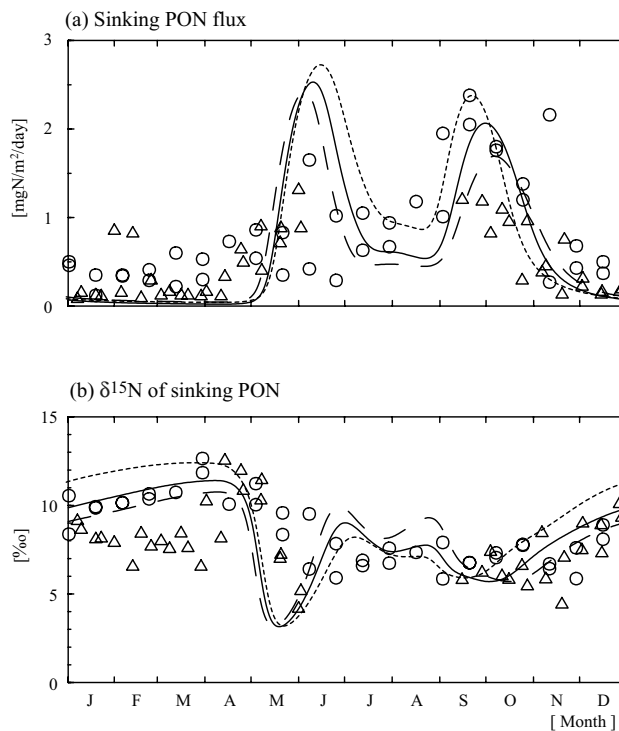 (a) Sinking PON flux
3
2
1
0
[mgN/m²/day]
(b) δ¹⁵N of sinking PON
15
10
5
0
[‰]
J F M A M J J A S O N D
[ Month ]